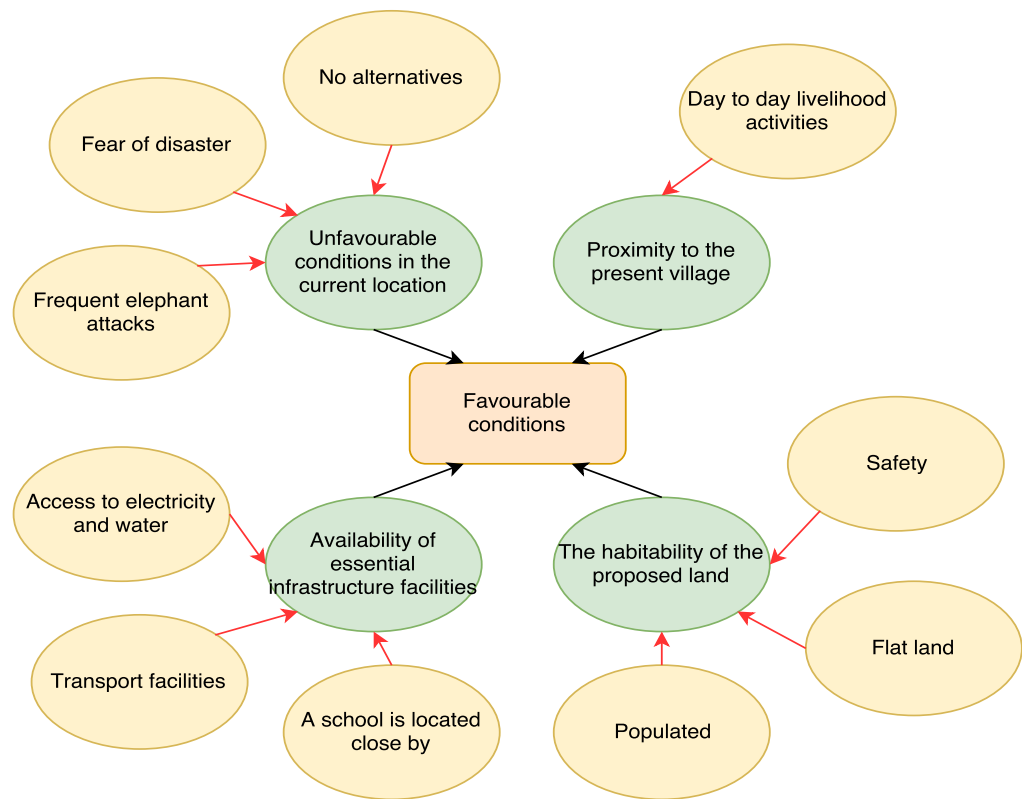 No alternatives
Day to day livelihood
activities
Fear of disaster
Unfavourable
conditions in the
current location
Proximity to the
present village
Frequent elephant
attacks
Favourable
conditions
Safety
Access to electricity
and water
Availability of
essential
infrastructure facilities
The habitability of the
proposed land
Flat land
Transport facilities
A school is located
close by
Populated